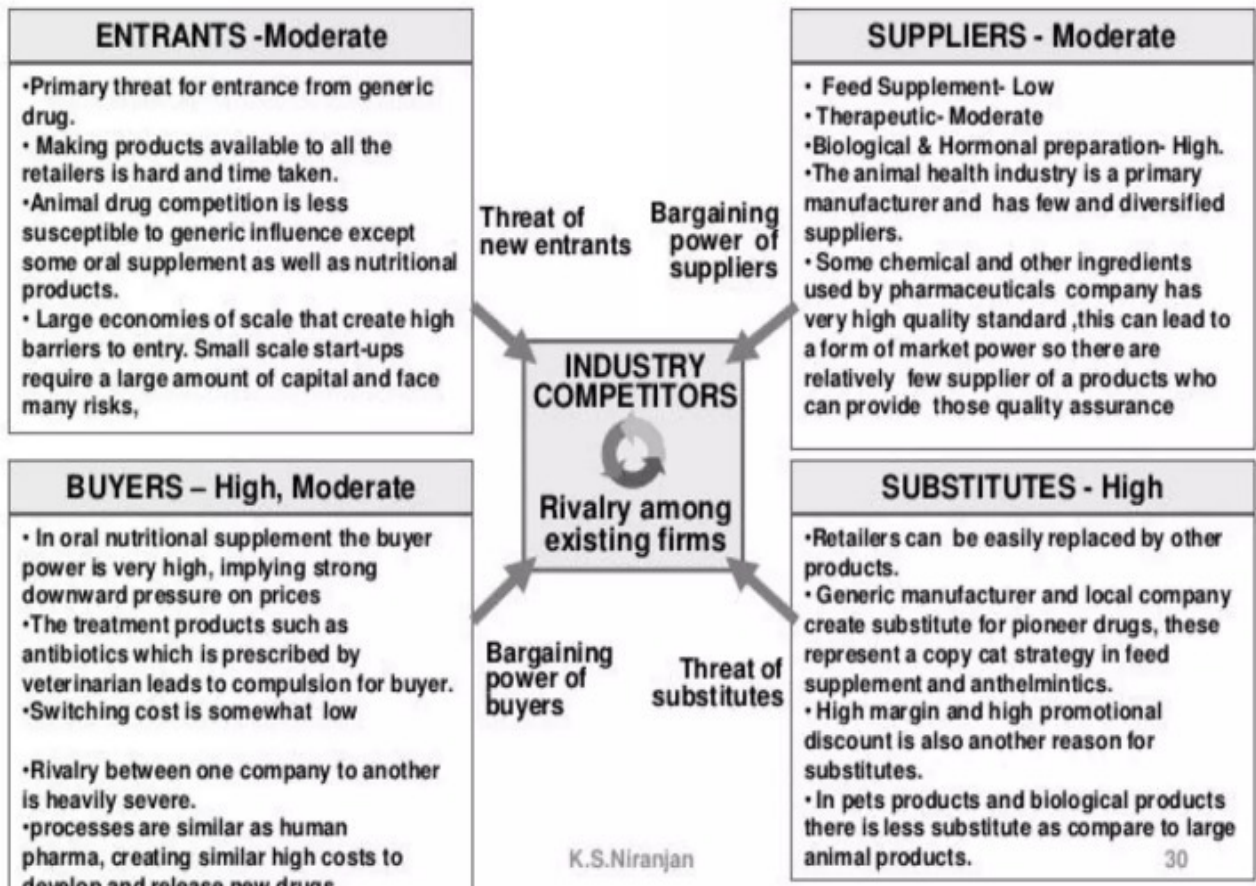 ENTRANTS -Moderate
•Primary threat for entrance from generic
drug.
• Making products available to all the
retailers is hard and time taken.
•Animal drug competition is less
susceptible to generic influence except
some oral supplement as well as nutritional
products.
• Large economies of scale that create high
barriers to entry. Small scale start-ups
require a large amount of capital and face
many risks,
SUPPLIERS - Moderate
• Feed Supplement- Low
• Therapeutic- Moderate
•Biological & Hormonal preparation- High.
•The animal health industry is a primary
manufacturer and has few and diversified
suppliers.
• Some chemical and other ingredients
used by pharmaceuticals company has
very high quality standard ,this can lead to
a form of market power so there are
relatively few supplier of a products who
can provide those quality assurance
Threat of
new entrants
Bargaining
power of
suppliers
INDUSTRY
COMPETITORS
Rivalry among
existing firms
BUYERS – High, Moderate
• In oral nutritional supplement the buyer
power is very high, implying strong
downward pressure on prices
•The treatment products such as
antibiotics which is prescribed by
veterinarian leads to compulsion for buyer.
•Switching cost is somewhat low
•Rivalry between one company to another
is heavily severe.
•processes are similar as human
pharma, creating similar high costs to
develop and release new drugs
Bargaining
power of
buyers
Threat of
substitutes
SUBSTITUTES - High
•Retailers can be easily replaced by other
products.
• Generic manufacturer and local company
create substitute for pioneer drugs, these
represent a copy cat strategy in feed
supplement and anthelmintics.
• High margin and high promotional
discount is also another reason for
substitutes.
• In pets products and biological products
there is less substitute as compare to large
animal products.
K.S.Niranjan
30